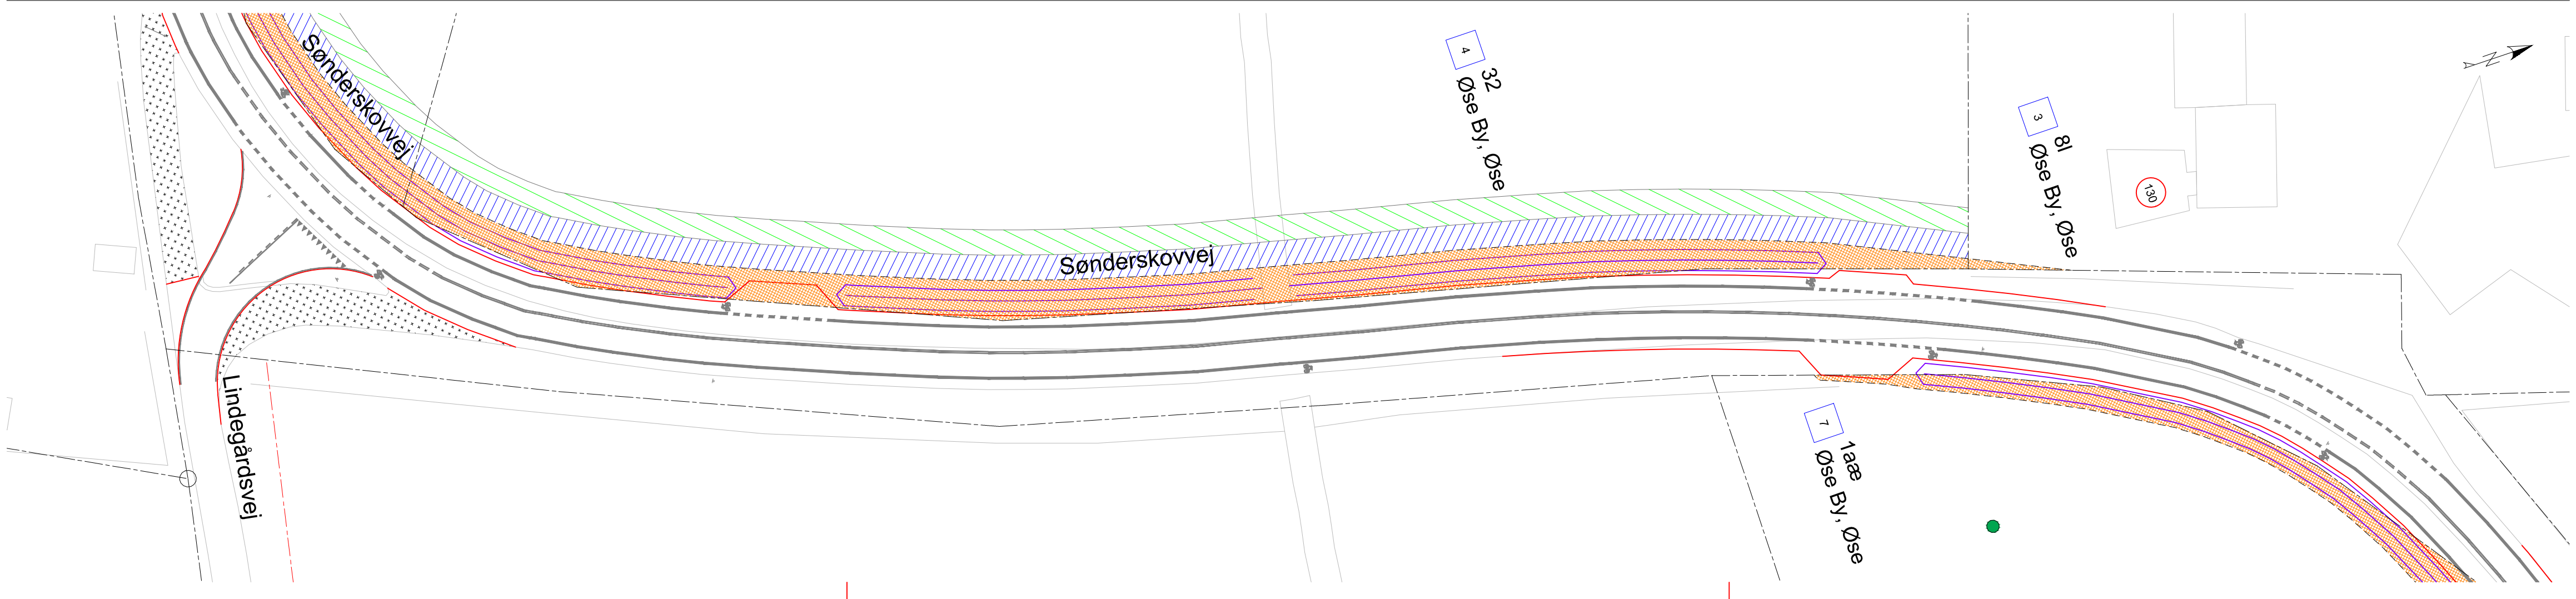 Sønderskovvej
4
32
Øse By, Øse
3
8l
Øse By, Øse
130
N
Sønderskovvej
Lindegårdsvej
7
1aæ
Øse By, Øse